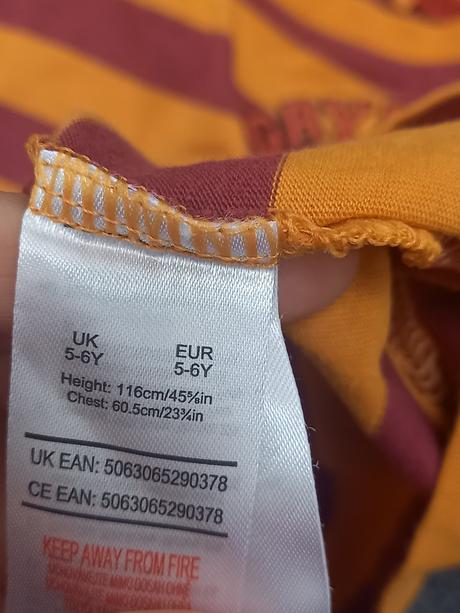 UK EUR
5-6Y 5-6Y
Height: 116cm/45⅝in
Chest: 60.5cm/23¾in
UK EAN: 5063065290378
CE EAN: 5063065290378
KEEP AWAY FROM FIRE